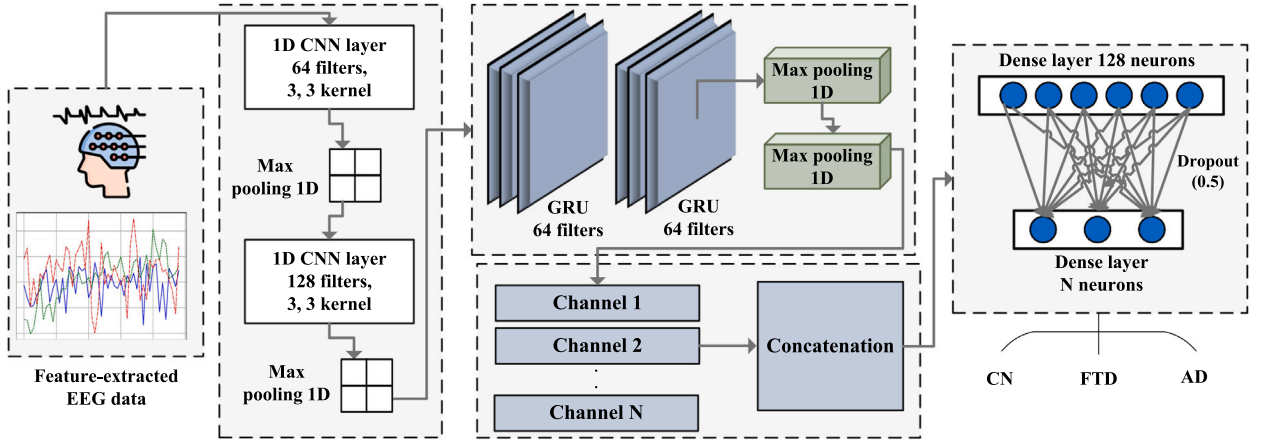 Feature-extracted
EEG data
1D CNN layer
64 filters,
3, 3 kernel
Max
pooling 1D
1D CNN layer
128 filters,
3, 3 kernel
Max
pooling 1D
GRU
64 filters
GRU
64 filters
Max pooling
1D
Max pooling
1D
Channel 1
Channel 2
Channel N
Concatenation
Dense layer 128 neurons
Dropout
(0.5)
Dense layer
N neurons
CN
FTD
AD